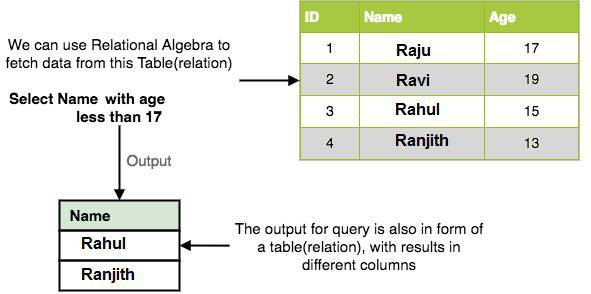 ID Name Age
1 Raju 17
2 Ravi 19
3 Rahul 15
4 Ranjith 13
We can use Relational Algebra to
fetch data from this Table(relation)
Select Name with age
less than 17
Output
Name
Rahul
Ranjith
The output for query is also in form of
a table(relation), with results in
different columns